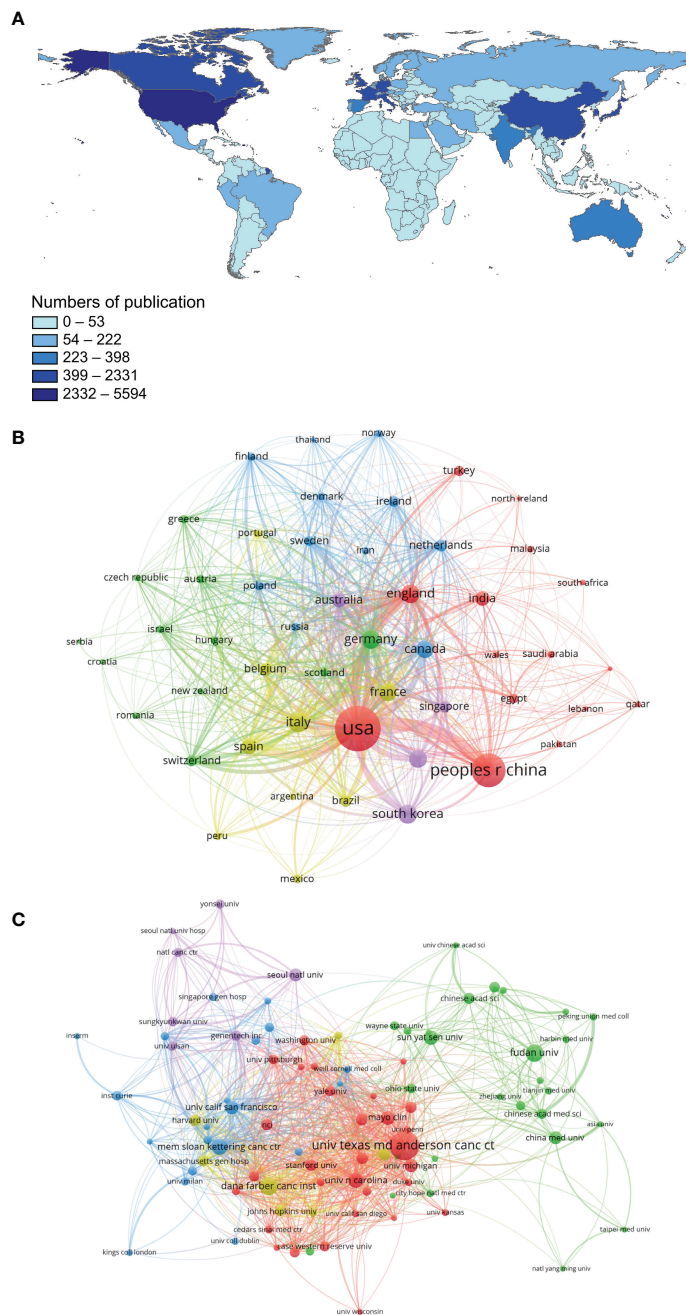 A
Numbers of publication
0 – 53
54 – 222
223 – 398
399 – 2331
2332 – 5594
B
norway
thailand
finland
turkey
denmark
ireland
north ireland
greece
portugal
sweden
iran
netherlands
malaysia
czech republic
austria
poland
australia
england
india
south africa
israel
hungary
russia
germany
canada
wales
saudi arabia
serbia
croatia
belgium
scotland
new zealand
france
singapore
egypt
lebanon
qatar
romania
italy
usa
spain
switzerland
pakistan
peoples r china
argentina
brazil
south korea
peru
mexico
C
yonsei univ
seoul natl univ hosp
natl canc ctr
seoul natl univ
univ chinese acad sci
singapore gen hosp
chinese acad sci
peking union med coll
sungkyunkwan univ
genentech inc
wayne state univ
sun yat sen univ
harbin med univ
inserm
univ ulsan
washington univ
fudan univ
univ pittsburgh
weill cornell med coll
inst curie
yale univ
ohio state univ
zhejiang univ
tianjin med univ
univ calif san francisco
harvard univ
nci
mayo clin
chinese acad med sci
asia univ
univ penn
mem sloan kettering canc ctr
univ texas md anderson canc ct
china med univ
massachusetts gen hosp
stanford univ
univ michigan
univ milan
dana farber canc inst
univ n carolina
duke univ
city hope natl med ctr
johns hopkins univ
univ calif san diego
univ kansas
cedars sinai med ctr
univ coll dublin
taipei med univ
kings coll london
case western reserve univ
natl yang ming univ
univ wisconsin